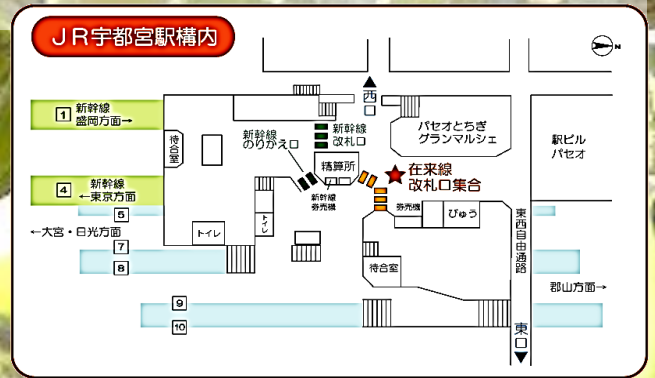 JR宇都宮駅構内
N
1 新幹線
盛岡方面→
待合室
新幹線
のりかえ口
新幹線
改札口
精算所
新幹線
券売機
▲西口
パセオとちぎ
グランマルシェ
駅ビル
パセオ
★在来線
改札口集合
4 新幹線
←東京方面
5
←大宮・日光方面
7
8
トイレ
トイレ
券売機
びゅう
待合室
東西自由通路
郡山方面→
9
10
東口▼